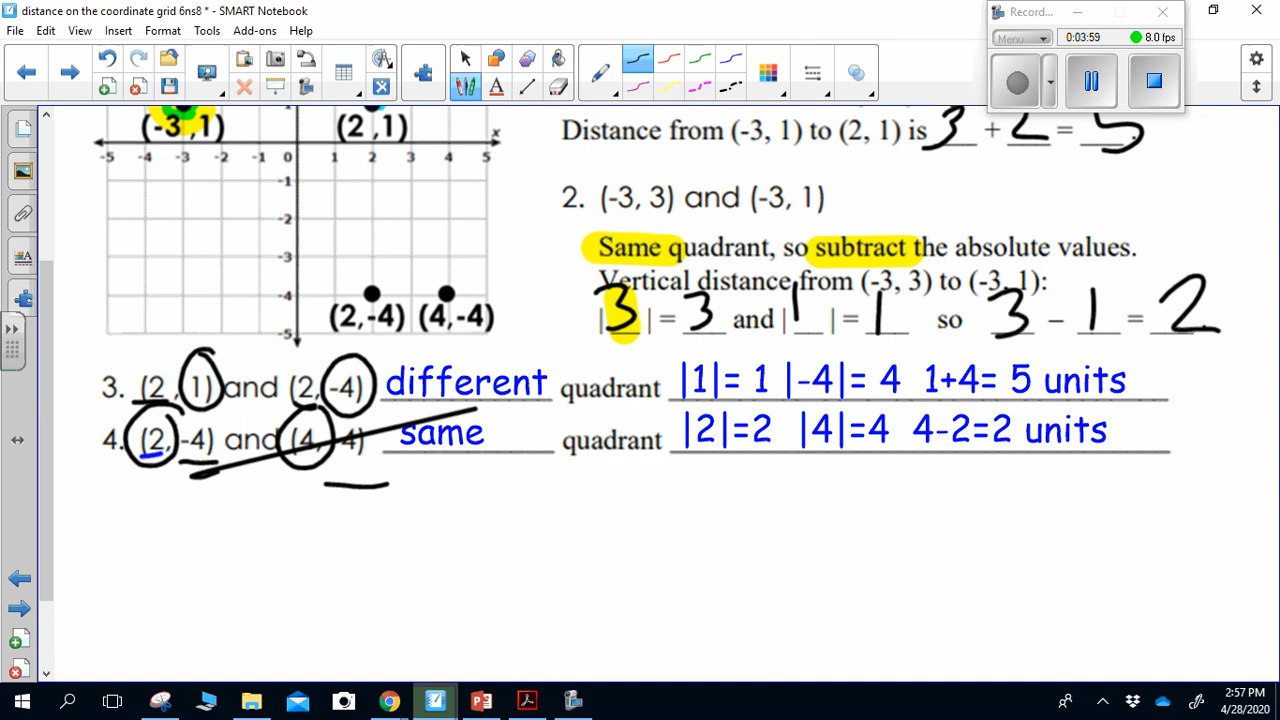 distance on the coordinate grid 6ns8 * - SMART Notebook
Record...
File Edit View Insert Format Tools Add-ons Help
Menu 0:03:59 8.0 fps
(-3 ,1) (2 ,1)
x
-5 -4 -3 -2 -1 0 1 2 3 4 5
-1
-2
-3
-4
-5
(2,-4) (4,-4)
Distance from (-3, 1) to (2, 1) is 3 + 2 = 5.
2. (-3, 3) and (-3, 1)
Same quadrant, so subtract the absolute values.
Vertical distance from (-3, 3) to (-3, 1):
|3| = 3 and |1| = 1 so 3 - 1 = 2
3. (2, 1) and (2, -4) different quadrant |1|= 1 |-4|= 4 1+4= 5 units
4. (2, -4) and (4, -4) same quadrant |2|=2 |4|=4 4-2=2 units
2:57 PM
4/28/2020